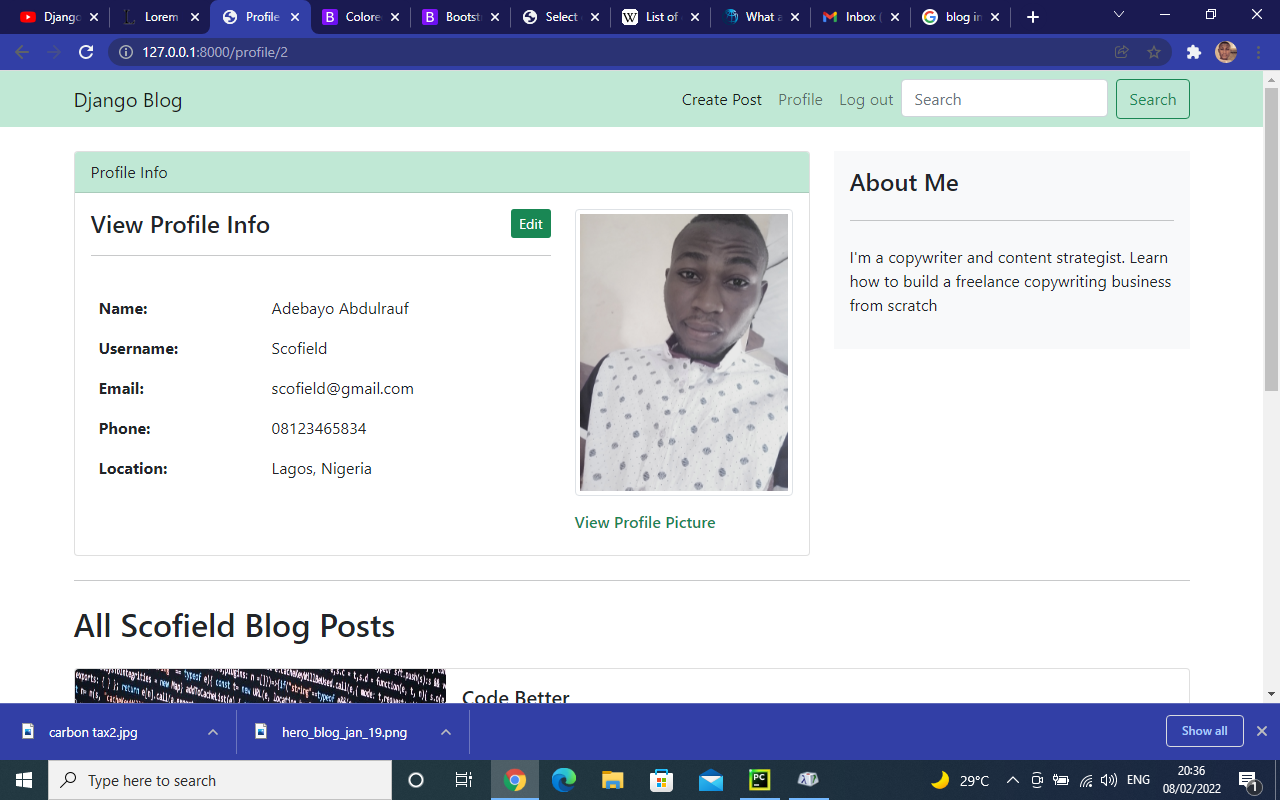 Djang
Lorem
Profile
Colore
Bootst
Select
List of
What a
Inbox (
blog in
127.0.0.1:8000/profile/2
Django Blog
Create Post
Profile
Log out
Search
Search
Profile Info
View Profile Info
Edit
Name: Adebayo Abdulrauf
Username: Scofield
Email: scofield@gmail.com
Phone: 08123465834
Location: Lagos, Nigeria
View Profile Picture
About Me
I'm a copywriter and content strategist. Learn
how to build a freelance copywriting business
from scratch
All Scofield Blog Posts
Code Better
carbon tax2.jpg
hero_blog_jan_19.png
Show all
Type here to search
PC
29°C
ENG
20:36
08/02/2022
1